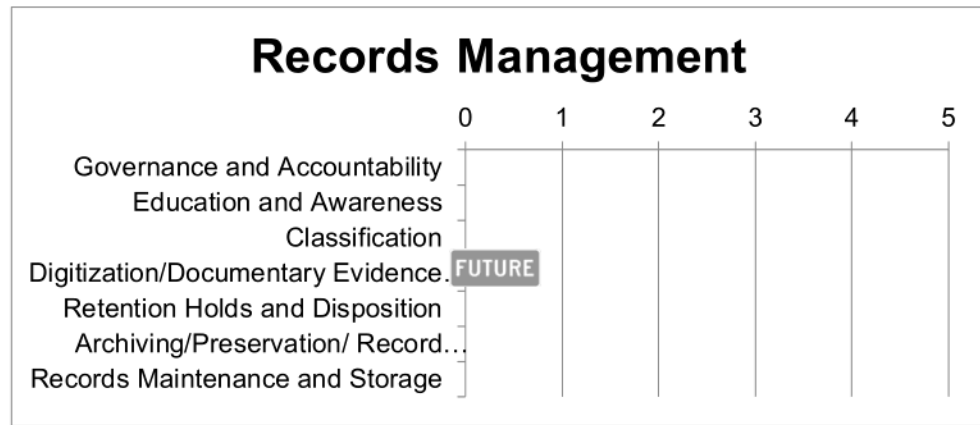 Records Management
0 1 2 3 4 5
Governance and Accountability
Education and Awareness
Classification
Digitization/Documentary Evidence.
FUTURE
Retention Holds and Disposition
Archiving/Preservation/ Record...
Records Maintenance and Storage